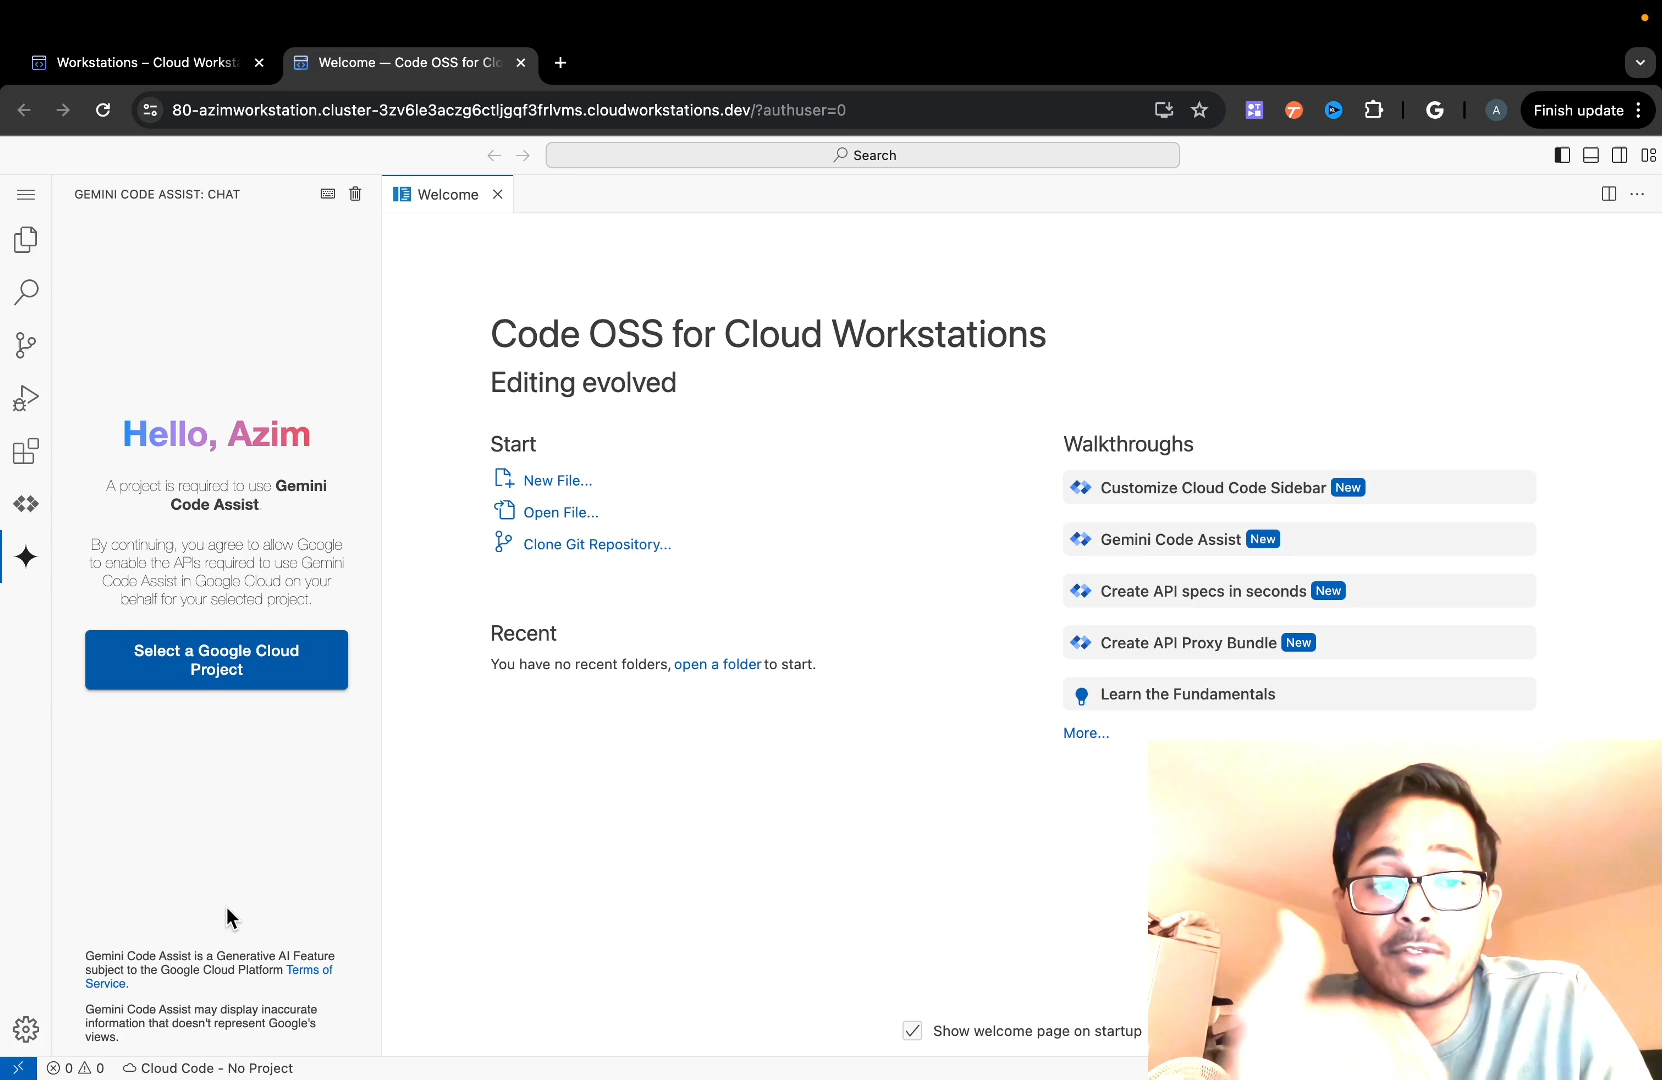 Workstations – Cloud Workst
Welcome — Code OSS for Clo
80-azimworkstation.cluster-3zv6le3aczg6ctljgqf3frlvms.cloudworkstations.dev/?authuser=0
A
Finish update
Search
GEMINI CODE ASSIST: CHAT
Welcome
Hello, Azim
A project is required to use Gemini
Code Assist
By continuing, you agree to allow Google
to enable the APIs required to use Gemini
Code Assist in Google Cloud on your
behalf for your selected project.
Select a Google Cloud
Project
Gemini Code Assist is a Generative AI Feature
subject to the Google Cloud Platform Terms of
Service.
Gemini Code Assist may display inaccurate
information that doesn't represent Google's
views.
Code OSS for Cloud Workstations
Editing evolved
Start
New File...
Open File...
Clone Git Repository...
Recent
You have no recent folders, open a folder to start.
Walkthroughs
Customize Cloud Code Sidebar New
Gemini Code Assist New
Create API specs in seconds New
Create API Proxy Bundle New
Learn the Fundamentals
More...
Show welcome page on startup
0 0 Cloud Code - No Project